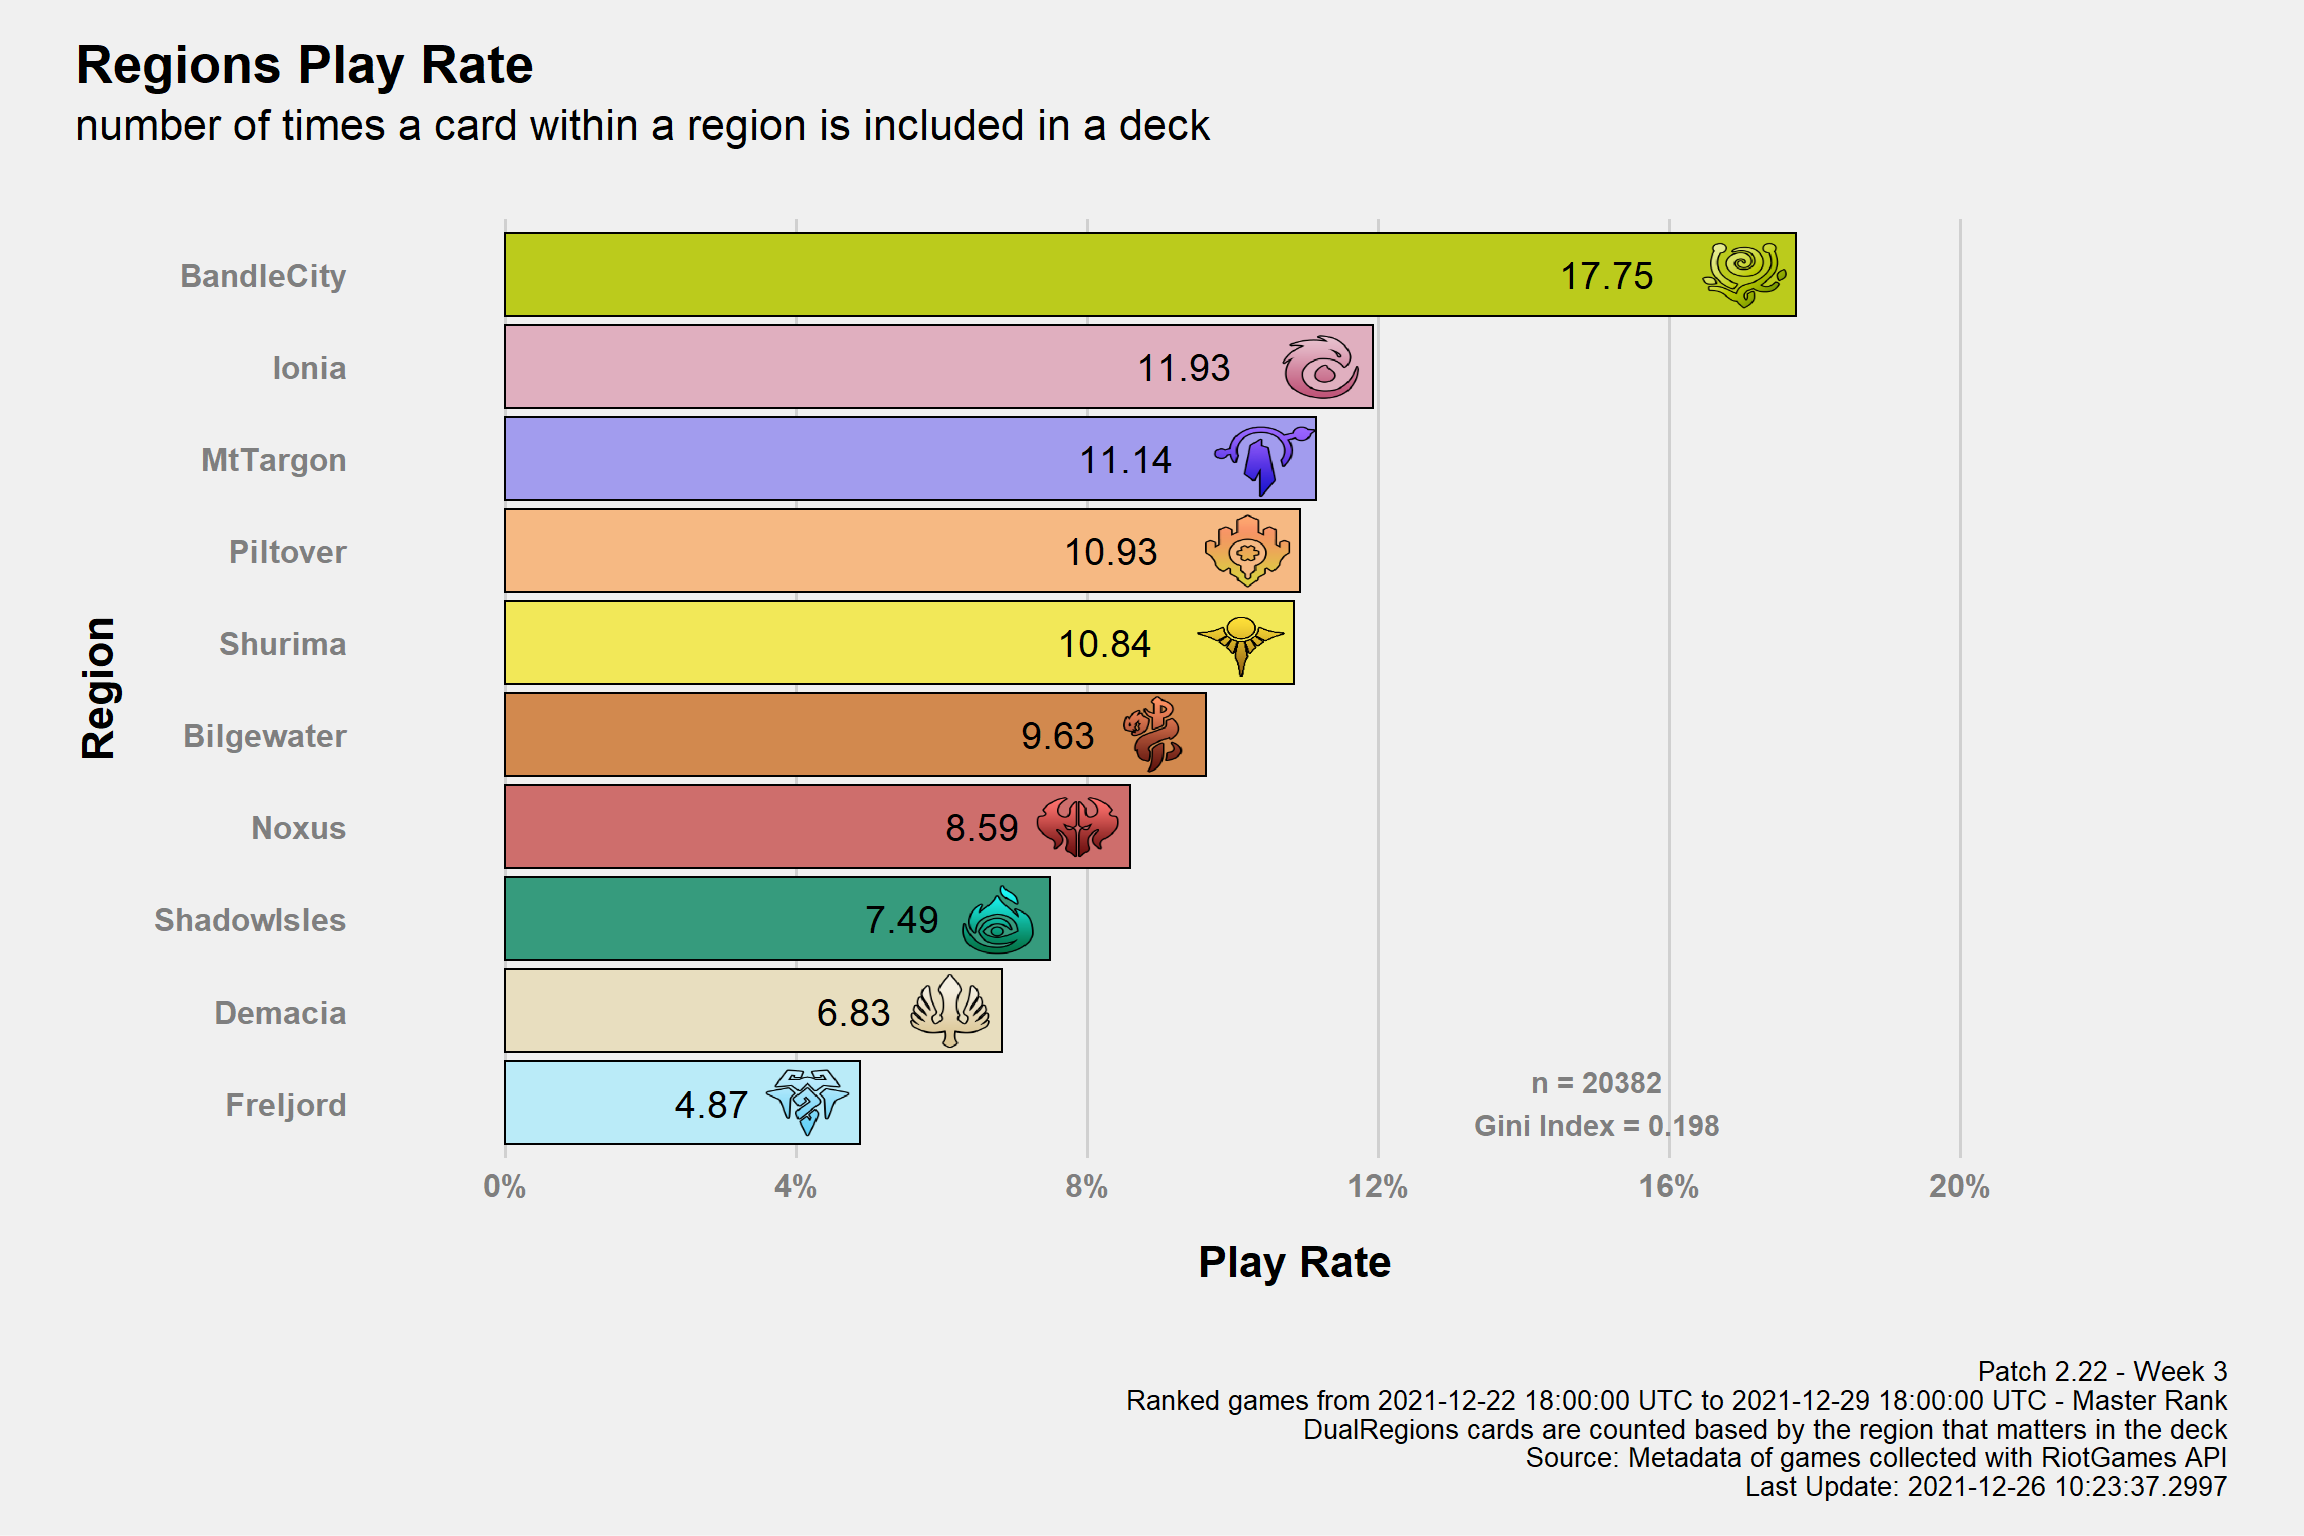 Regions Play Rate
number of times a card within a region is included in a deck
BandleCity
17.75
Ionia
11.93
MtTargon
11.14
Piltover
10.93
Shurima
10.84
Bilgewater
9.63
Noxus
8.59
ShadowIsles
7.49
Demacia
6.83
Freljord
4.87
Region
n = 20382
Gini Index = 0.198
0% 4% 8% 12% 16% 20%
Play Rate
Patch 2.22 - Week 3
Ranked games from 2021-12-22 18:00:00 UTC to 2021-12-29 18:00:00 UTC - Master Rank
DualRegions cards are counted based by the region that matters in the deck
Source: Metadata of games collected with RiotGames API
Last Update: 2021-12-26 10:23:37.2997